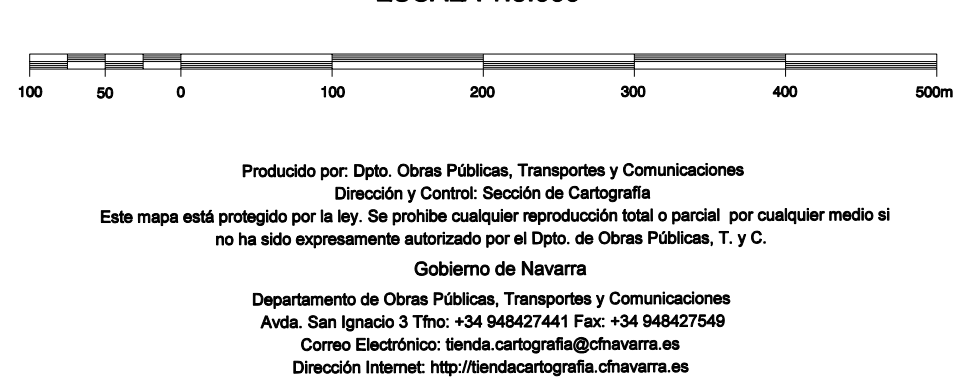 100 50 0 100 200 300 400 500m
Producido por: Dpto. Obras Públicas, Transportes y Comunicaciones
Dirección y Control: Sección de Cartografía
Este mapa está protegido por la ley. Se prohibe cualquier reproducción total o parcial por cualquier medio si
no ha sido expresamente autorizado por el Dpto. de Obras Públicas, T. y C.
Gobierno de Navarra
Departamento de Obras Públicas, Transportes y Comunicaciones
Avda. San Ignacio 3 Tfno: +34 948427441 Fax: +34 948427549
Correo Electrónico: tienda.cartografia@cfnavarra.es
Dirección Internet: http://tiendacartografia.cfnavarra.es